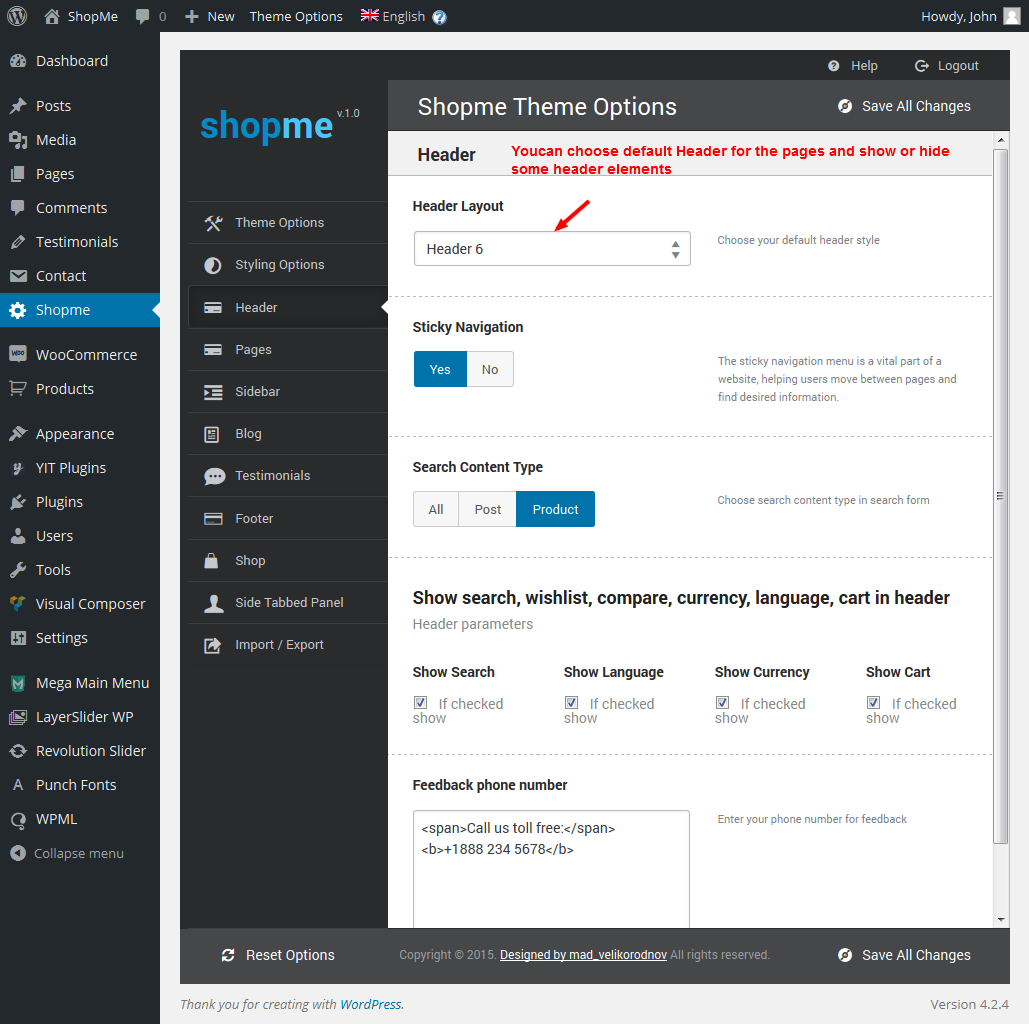 ShopMe
0
New
Theme Options
English
Howdy, John
Dashboard
Posts
Media
Pages
Comments
Testimonials
Contact
Shopme
WooCommerce
Products
Appearance
YIT Plugins
Plugins
Users
Tools
Visual Composer
Settings
Mega Main Menu
LayerSlider WP
Revolution Slider
Punch Fonts
WPML
Collapse menu
Help
Logout
shopme v.1.0
Shopme Theme Options
Save All Changes
Theme Options
Styling Options
Header
Pages
Sidebar
Blog
Testimonials
Footer
Shop
Side Tabbed Panel
Import / Export
Header
Youcan choose default Header for the pages and show or hide
some header elements
Header Layout
Header 6
Choose your default header style
Sticky Navigation
Yes
No
The sticky navigation menu is a vital part of a
website, helping users move between pages and
find desired information.
Search Content Type
All
Post
Product
Choose search content type in search form
Show search, wishlist, compare, currency, language, cart in header
Header parameters
Show Search
If checked
show
Show Language
If checked
show
Show Currency
If checked
show
Show Cart
If checked
show
Feedback phone number
<span>Call us toll free:</span>
<b>+1888 234 5678</b>
Enter your phone number for feedback
Reset Options
Copyright © 2015. Designed by mad_velikorodnov All rights reserved.
Save All Changes
Thank you for creating with WordPress.
Version 4.2.4